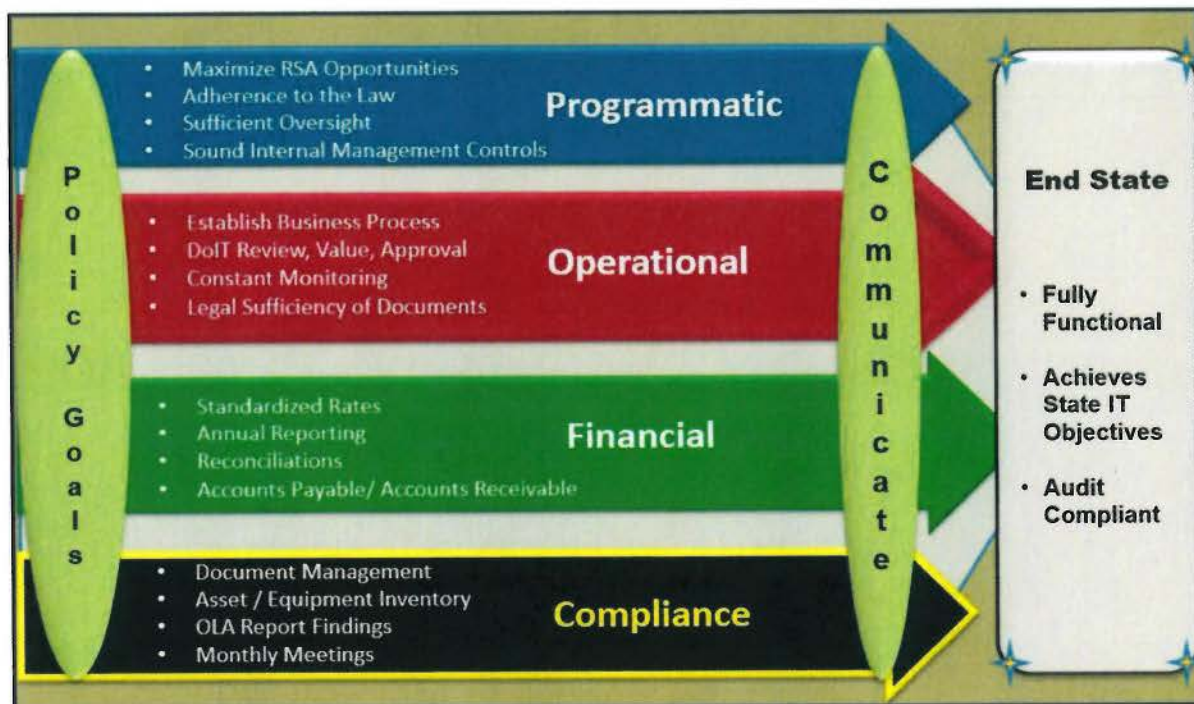 Policy Goals
• Maximize RSA Opportunities
• Adherence to the Law
• Sufficient Oversight
• Sound Internal Management Controls
Programmatic
• Establish Business Process
• DoIT Review, Value, Approval
• Constant Monitoring
• Legal Sufficiency of Documents
Operational
• Standardized Rates
• Annual Reporting
• Reconciliations
• Accounts Payable/ Accounts Receivable
Financial
• Document Management
• Asset / Equipment Inventory
• OLA Report Findings
• Monthly Meetings
Compliance
Communicate
End State
• Fully
Functional
• Achieves
State IT
Objectives
• Audit
Compliant